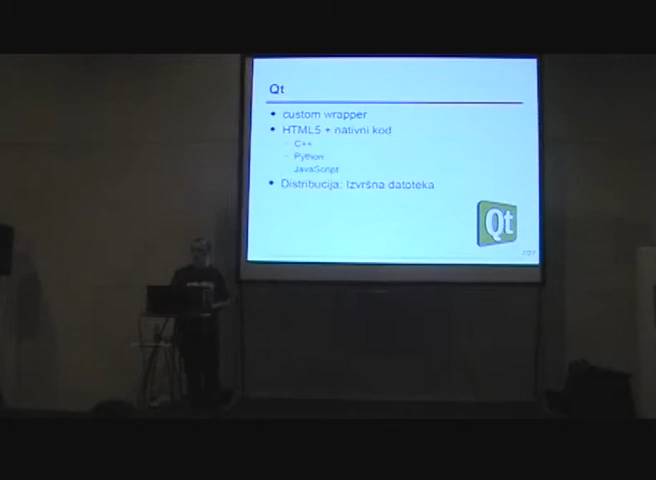 Qt
• custom wrapper
• HTML5 + nativni kod
– C++
– Python
JavaScript
• Distribucija: Izvršna datoteka
Qt